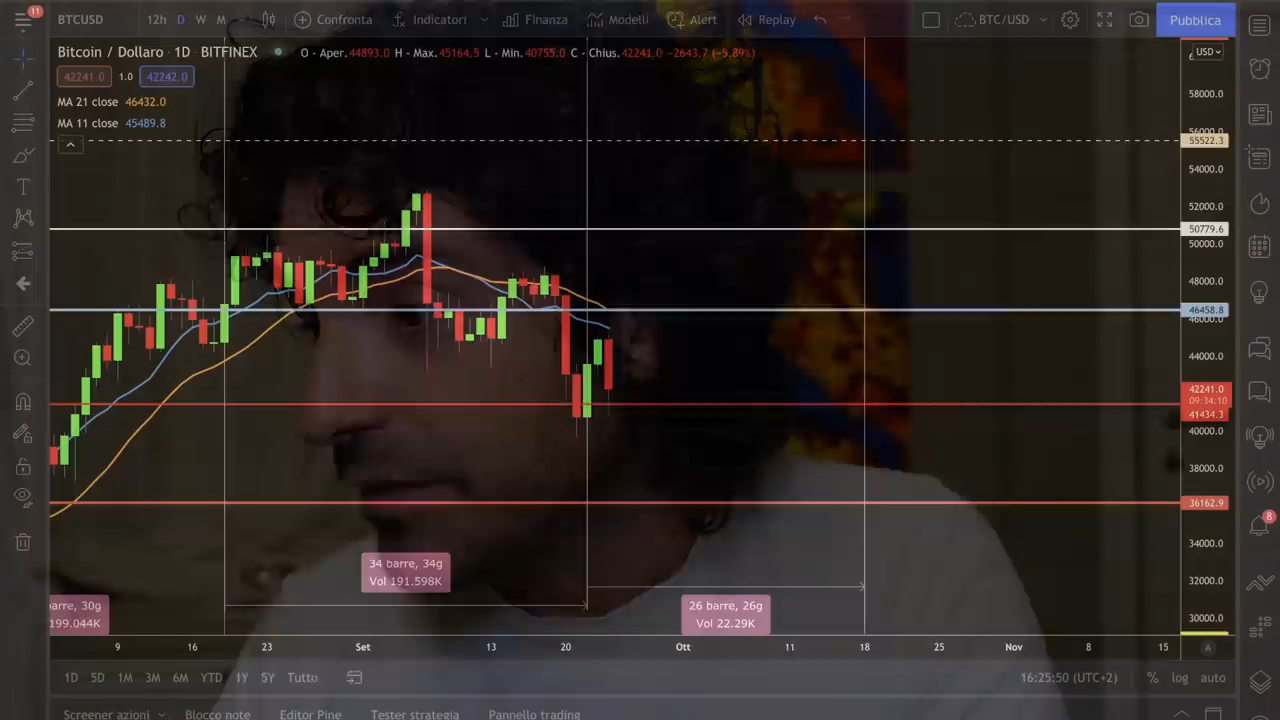 11
BTCUSD 12h D W M Confronta Indicatori Finanza Modelli Alert Replay BTC/USD Pubblica
Bitcoin / Dollaro · 1D · BITFINEX O - Aper.44893.0 H - Max.45164.5 L - Min.40755.0 C - Chius.42241.0 −2643.7 (−5.89%)
USD
42241.0 1.0 42242.0
58000.0
MA 21 close 46432.0
MA 11 close 45489.8
56000.0
55522.3
54000.0
52000.0
50779.6
50000.0
48000.0
46458.8
46000.0
44000.0
42241.0
09:34:10
41434.3
40000.0
38000.0
36162.9
8
34000.0
34 barre, 34g
Vol 191.598K
32000.0
arre, 30g
199.044K
26 barre, 26g
Vol 22.29K
30000.0
9 16 23 Set 13 20 Ott 11 18 25 Nov 8 15 A
1D 5D 1M 3M 6M YTD 1Y 5Y Tutto 16:25:50 (UTC+2) % log auto
Screener azioni Blocco note Editor Pine Tester strategia Pannello trading